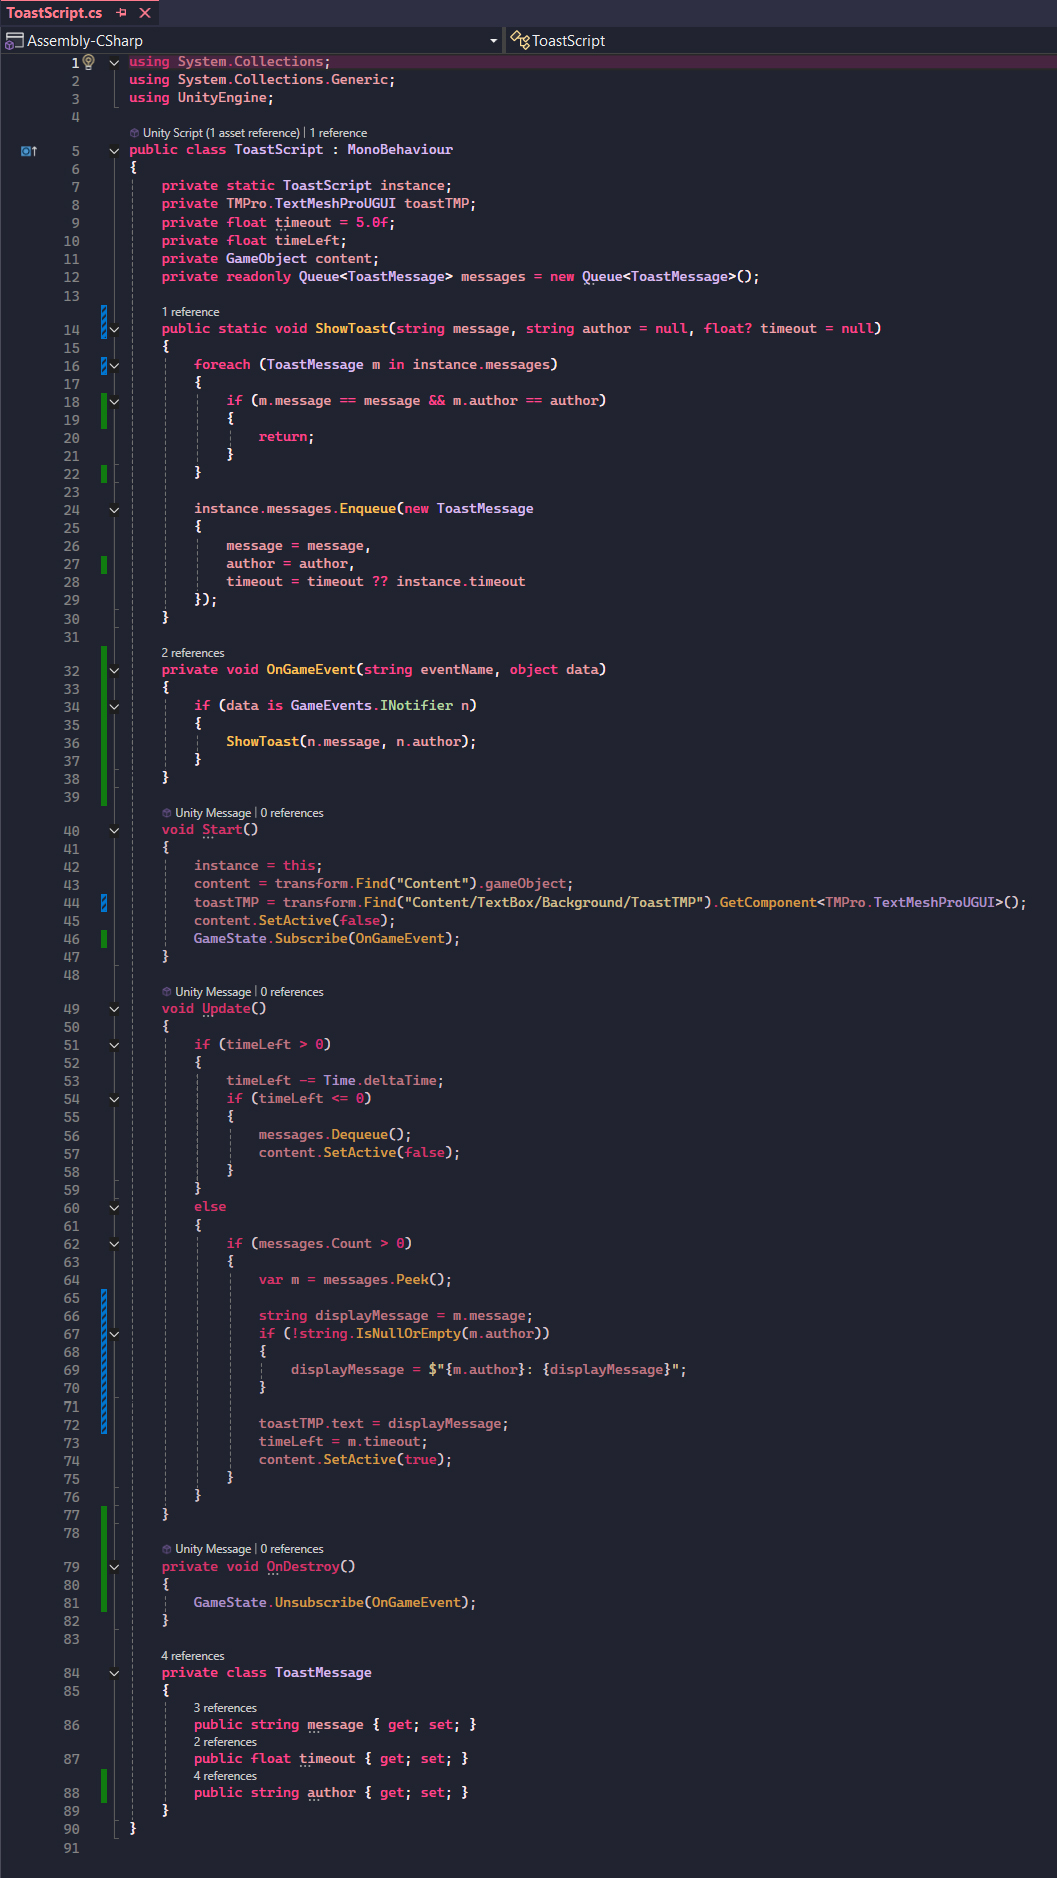 ToastScript.cs
Assembly-CSharp
ToastScript
1 using System.Collections;
2 using System.Collections.Generic;
3 using UnityEngine;
4
Unity Script (1 asset reference) | 1 reference
5 public class ToastScript : MonoBehaviour
6 {
7     private static ToastScript instance;
8     private TMPro.TextMeshProUGUI toastTMP;
9     private float timeout = 5.0f;
10     private float timeLeft;
11     private GameObject content;
12     private readonly Queue<ToastMessage> messages = new Queue<ToastMessage>();
13
1 reference
14     public static void ShowToast(string message, string author = null, float? timeout = null)
15     {
16         foreach (ToastMessage m in instance.messages)
17         {
18             if (m.message == message && m.author == author)
19             {
20                 return;
21             }
22         }
23
24         instance.messages.Enqueue(new ToastMessage
25         {
26             message = message,
27             author = author,
28             timeout = timeout ?? instance.timeout
29         });
30     }
31
2 references
32     private void OnGameEvent(string eventName, object data)
33     {
34         if (data is GameEvents.INotifier n)
35         {
36             ShowToast(n.message, n.author);
37         }
38     }
39
Unity Message | 0 references
40     void Start()
41     {
42         instance = this;
43         content = transform.Find("Content").gameObject;
44         toastTMP = transform.Find("Content/TextBox/Background/ToastTMP").GetComponent<TMPro.TextMeshProUGUI>();
45         content.SetActive(false);
46         GameState.Subscribe(OnGameEvent);
47     }
48
Unity Message | 0 references
49     void Update()
50     {
51         if (timeLeft > 0)
52         {
53             timeLeft -= Time.deltaTime;
54             if (timeLeft <= 0)
55             {
56                 messages.Dequeue();
57                 content.SetActive(false);
58             }
59         }
60         else
61         {
62             if (messages.Count > 0)
63             {
64                 var m = messages.Peek();
65
66                 string displayMessage = m.message;
67                 if (!string.IsNullOrEmpty(m.author))
68                 {
69                     displayMessage = $"{m.author}: {displayMessage}";
70                 }
71
72                 toastTMP.text = displayMessage;
73                 timeLeft = m.timeout;
74                 content.SetActive(true);
75             }
76         }
77     }
78
Unity Message | 0 references
79     private void OnDestroy()
80     {
81         GameState.Unsubscribe(OnGameEvent);
82     }
83
4 references
84     private class ToastMessage
85     {
3 references
86         public string message { get; set; }
2 references
87         public float timeout { get; set; }
4 references
88         public string author { get; set; }
89     }
90 }
91